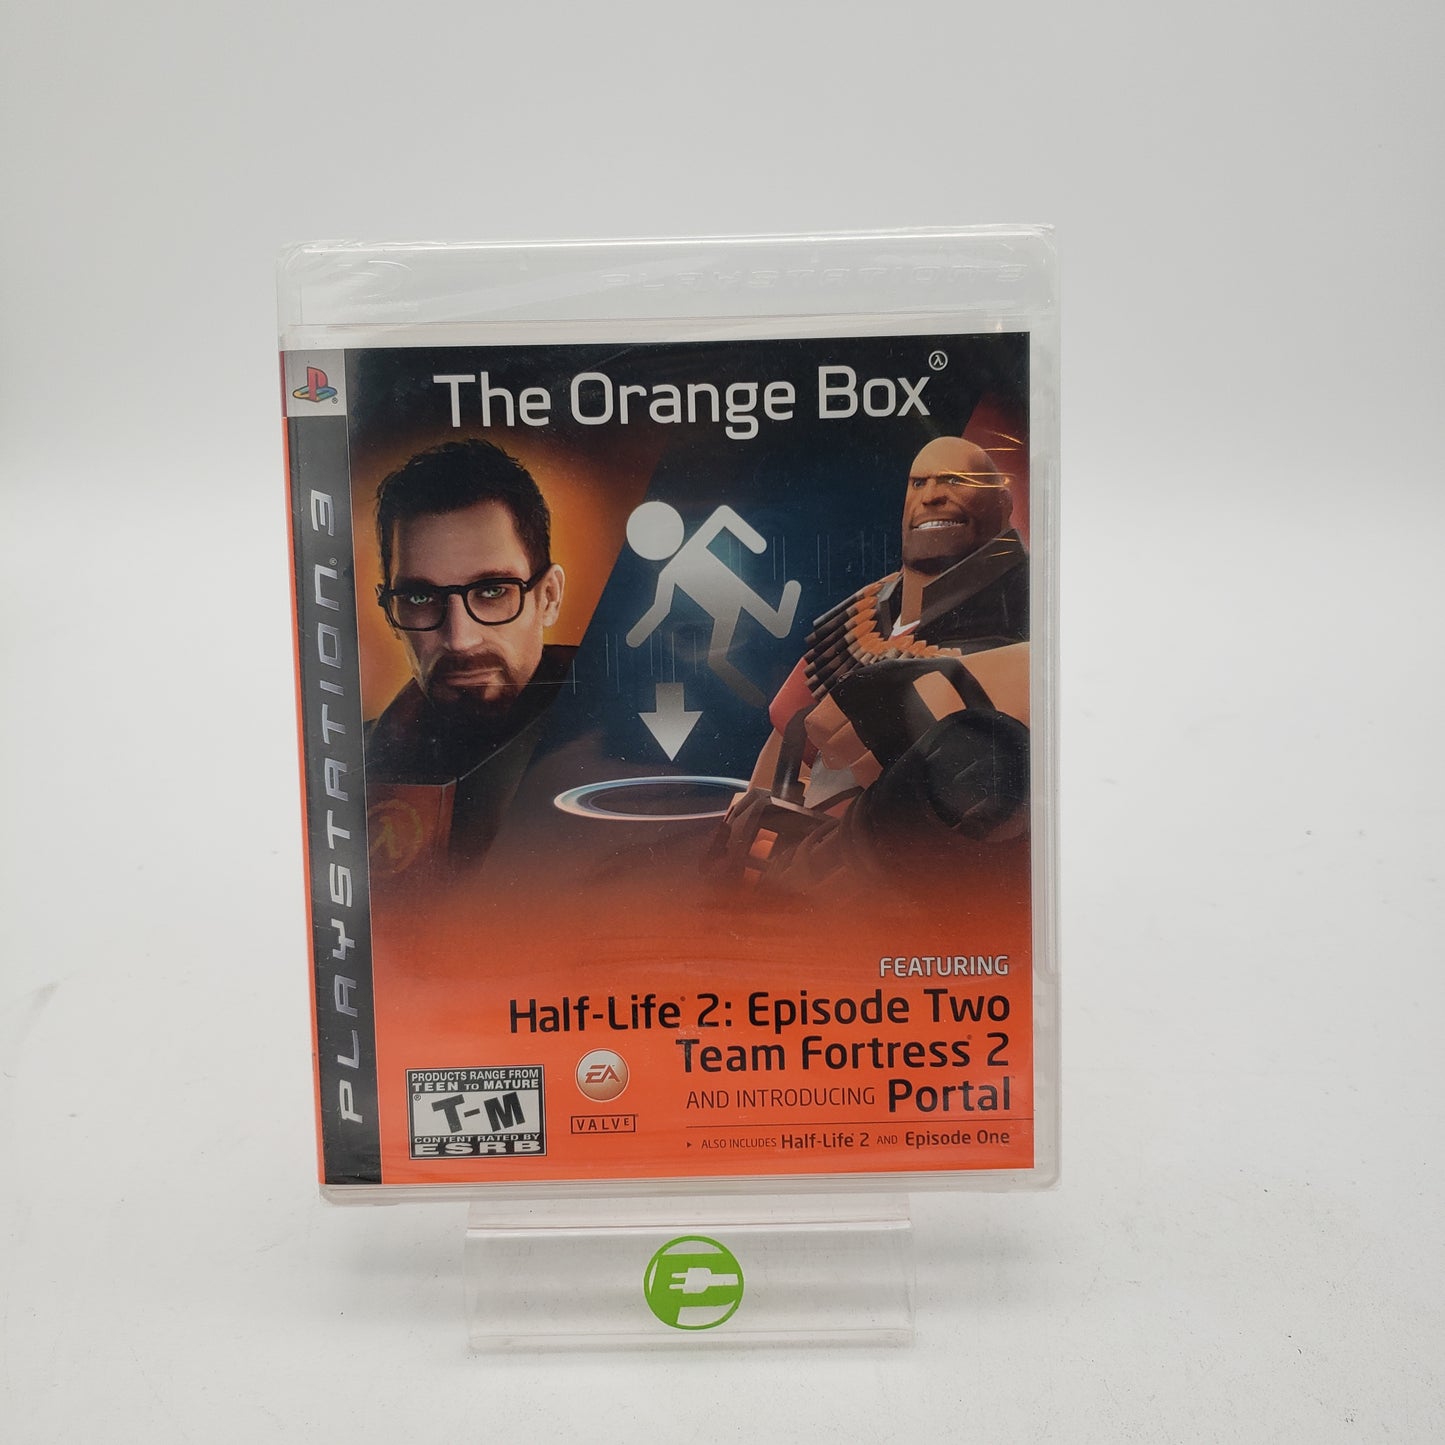 PLAYSTATION 3
The Orange Box
PLAYSTATION 3
FEATURING
Half-Life® 2: Episode Two
Team Fortress® 2
AND INTRODUCING Portal™
ALSO INCLUDES Half-Life® 2 AND Episode One
PRODUCTS RANGE FROM
TEEN TO MATURE
T-M
CONTENT RATED BY
ESRB
EA
VALVE